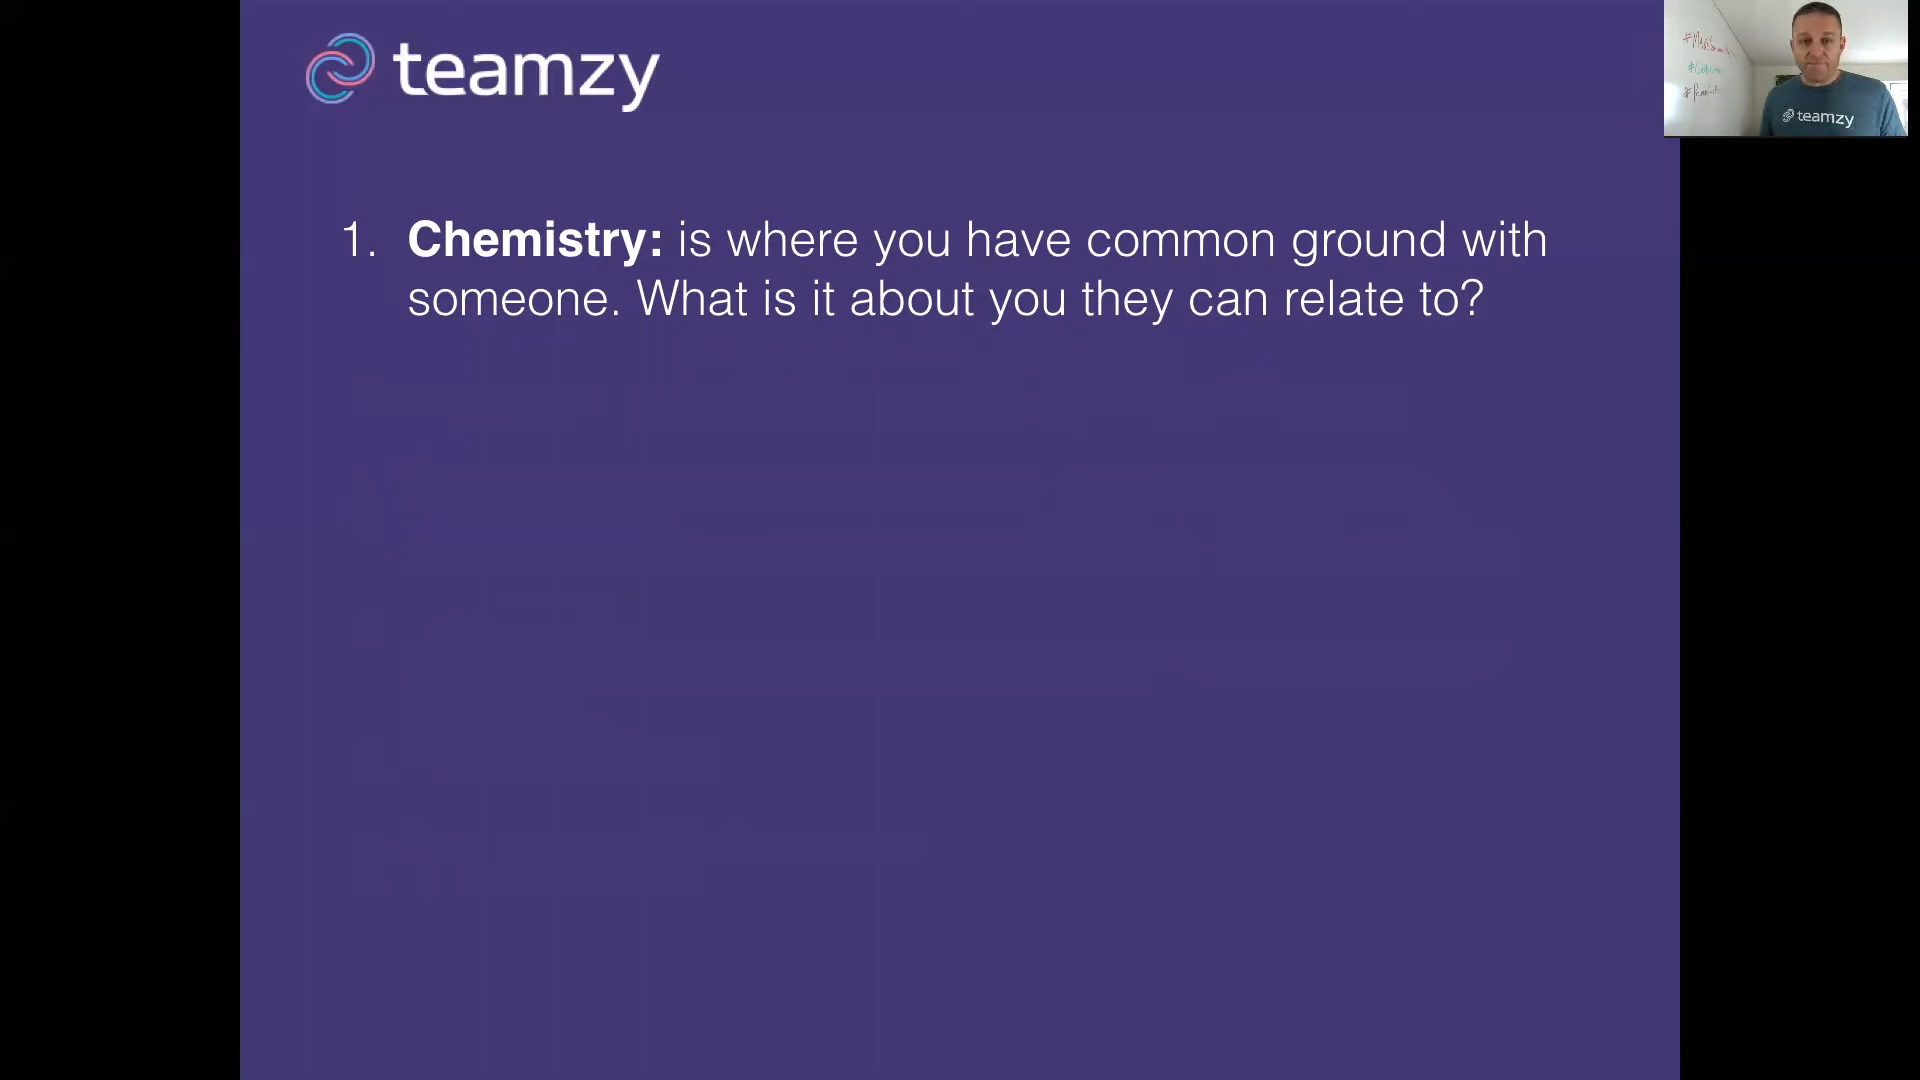 teamzy
1. Chemistry: is where you have common ground with
someone. What is it about you they can relate to?
teamzy